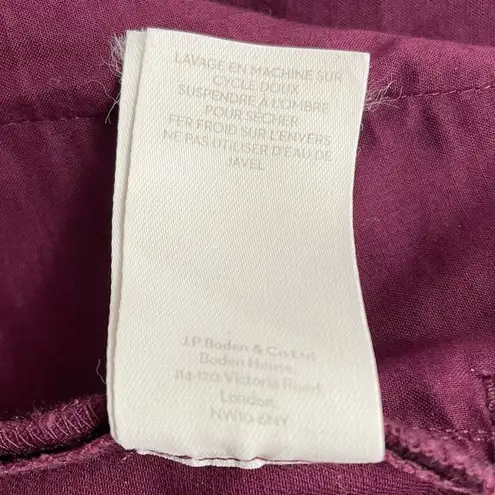 LAVAGE EN MACHINE SUR
CYCLE DOUX
SUSPENDRE À L'OMBRE
POUR SÉCHER
FER FROID SUR L'ENVERS
NE PAS UTILISER D'EAU DE
JAVEL
J.P.Boden & Co Ltd
Boden House,
114-120 Victoria Road,
London,
NW10 6NY